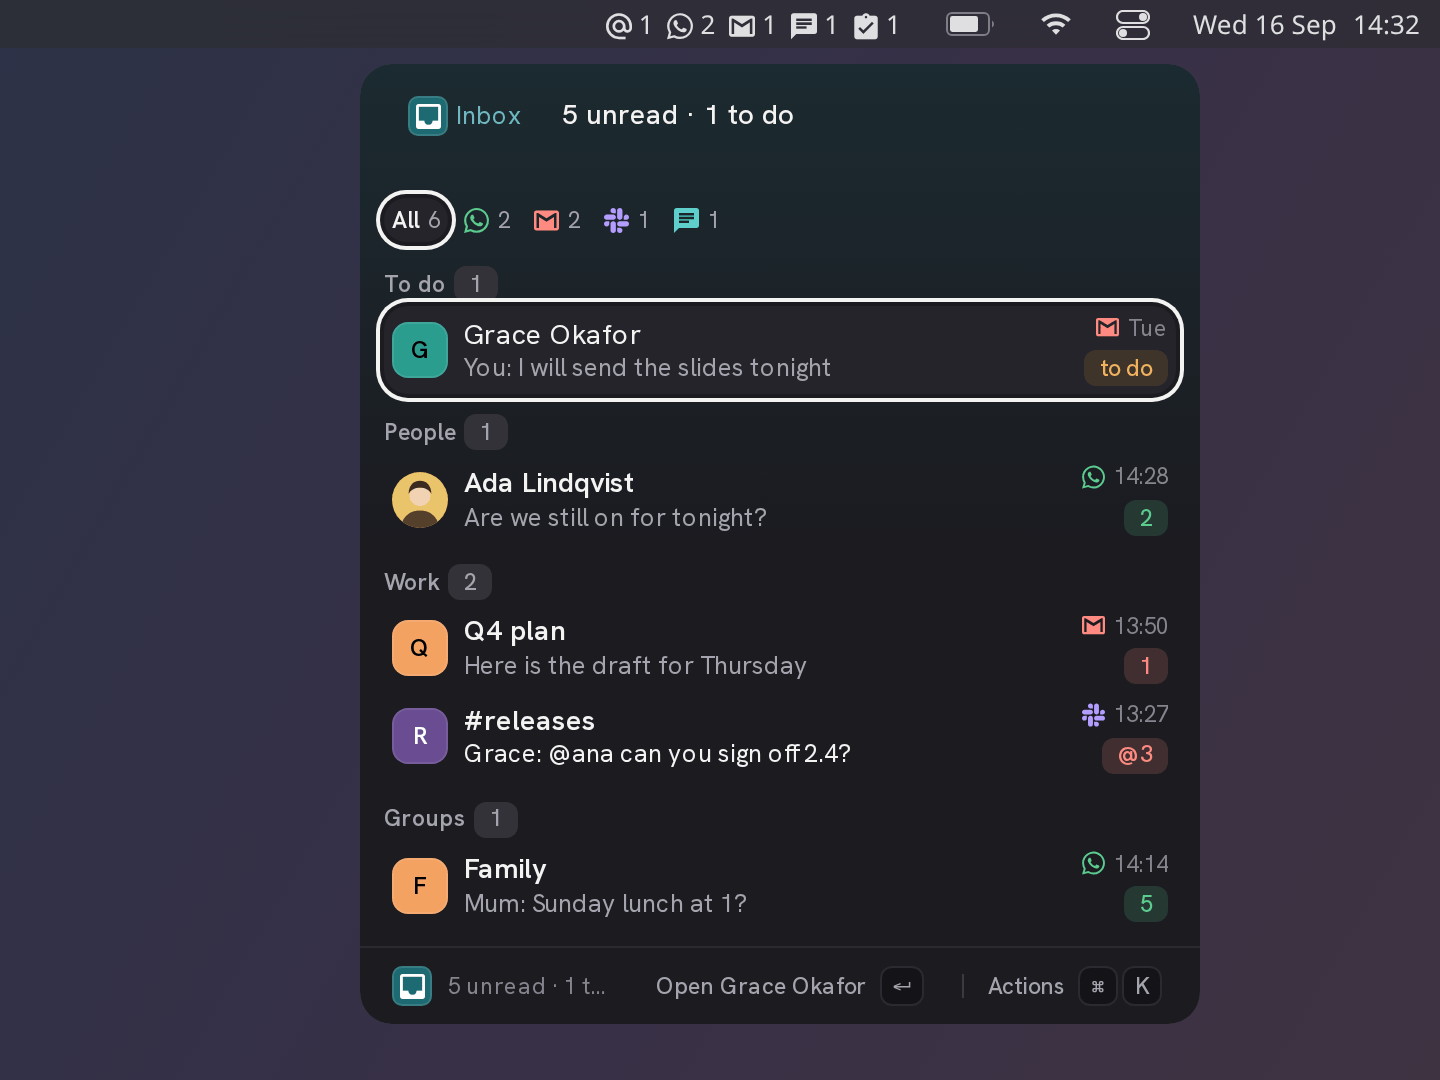 1 2 1 1 1 Wed 16 Sep 14:32
Inbox 5 unread · 1 to do
All 6 2 2 1 1
To do 1
G Grace Okafor Tue
You: I will send the slides tonight to do
People 1
Ada Lindqvist 14:28
Are we still on for tonight? 2
Work 2
Q Q4 plan 13:50
Here is the draft for Thursday 1
R #releases 13:27
Grace: @ana can you sign off 2.4? @3
Groups 1
F Family 14:14
Mum: Sunday lunch at 1? 5
5 unread · 1 t... Open Grace Okafor ↵ Actions ⌘ K